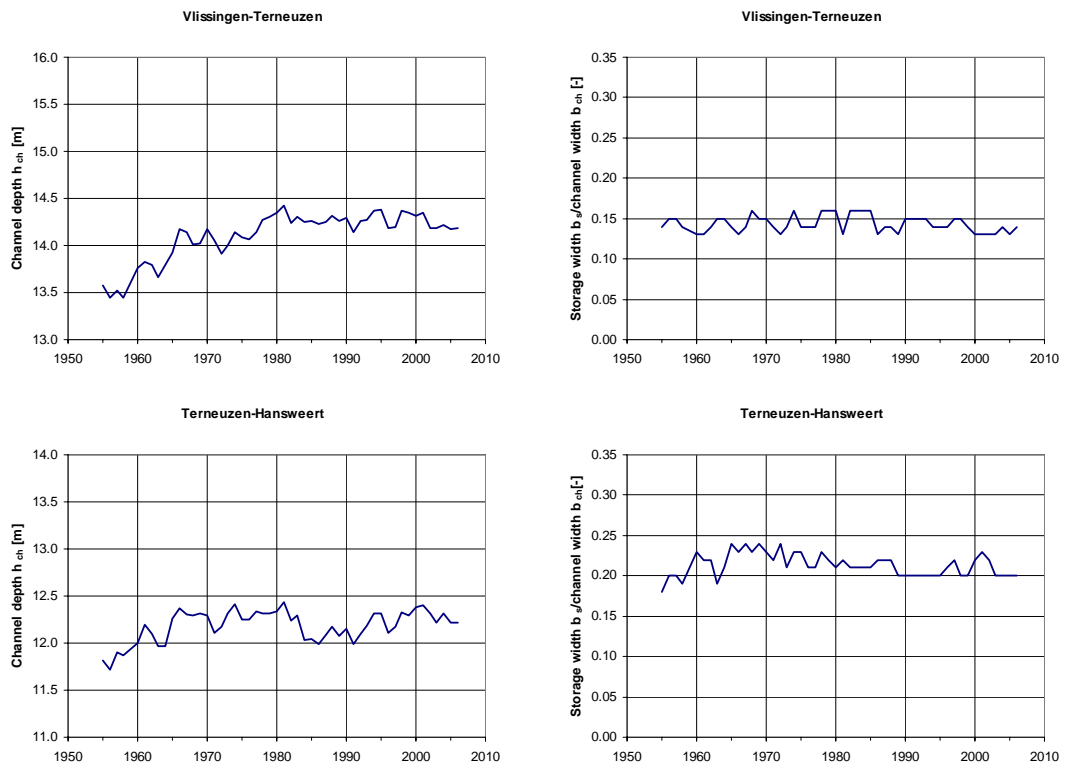 Vlissingen-Terneuzen
Channel depth h ch [m]
16.0
15.5
15.0
14.5
14.0
13.5
13.0
1950 1960 1970 1980 1990 2000 2010
Vlissingen-Terneuzen
Storage width b s/channel width b ch [-]
0.35
0.30
0.25
0.20
0.15
0.10
0.05
0.00
1950 1960 1970 1980 1990 2000 2010
Terneuzen-Hansweert
Channel depth h ch [m]
14.0
13.5
13.0
12.5
12.0
11.5
11.0
1950 1960 1970 1980 1990 2000 2010
Terneuzen-Hansweert
Storage width b s/channel width b ch[-]
0.35
0.30
0.25
0.20
0.15
0.10
0.05
0.00
1950 1960 1970 1980 1990 2000 2010